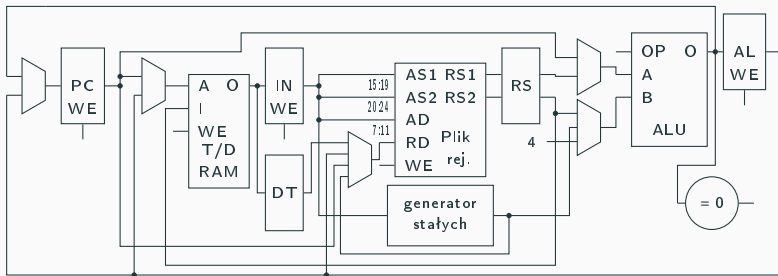 PC
WE
A O
I
WE
T/D
RAM
IN
WE
DT
15:19
20:24
7:11
AS1 RS1
AS2 RS2
AD
RD Plik
WE rej.
RS
generator
stałych
4
OP O
A
B
ALU
AL
WE
= 0